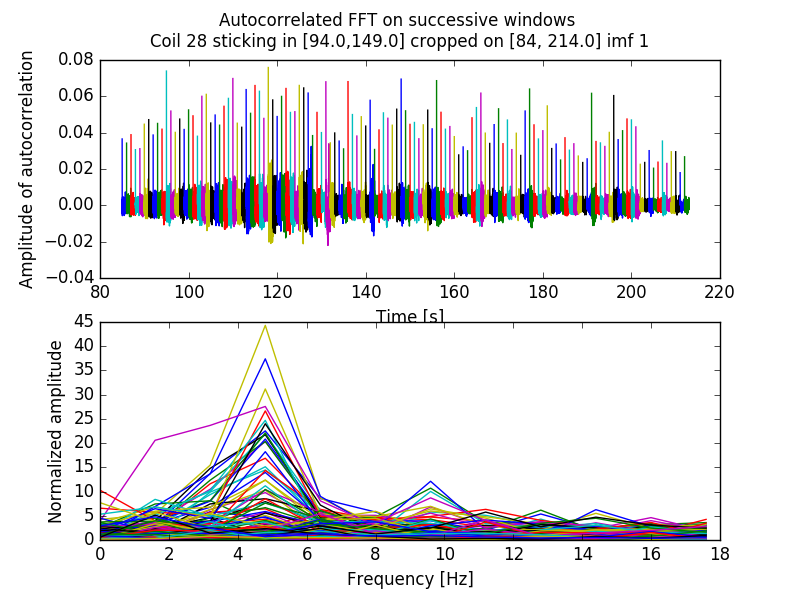 Autocorrelated FFT on successive windows
Coil 28 sticking in [94.0,149.0] cropped on [84, 214.0] imf 1
Amplitude of autocorrelation
0.08
0.06
0.04
0.02
0.00
−0.02
−0.04
80 100 120 140 160 180 200 220
Time [s]
Normalized amplitude
45
40
35
30
25
20
15
10
5
0
0 2 4 6 8 10 12 14 16 18
Frequency [Hz]